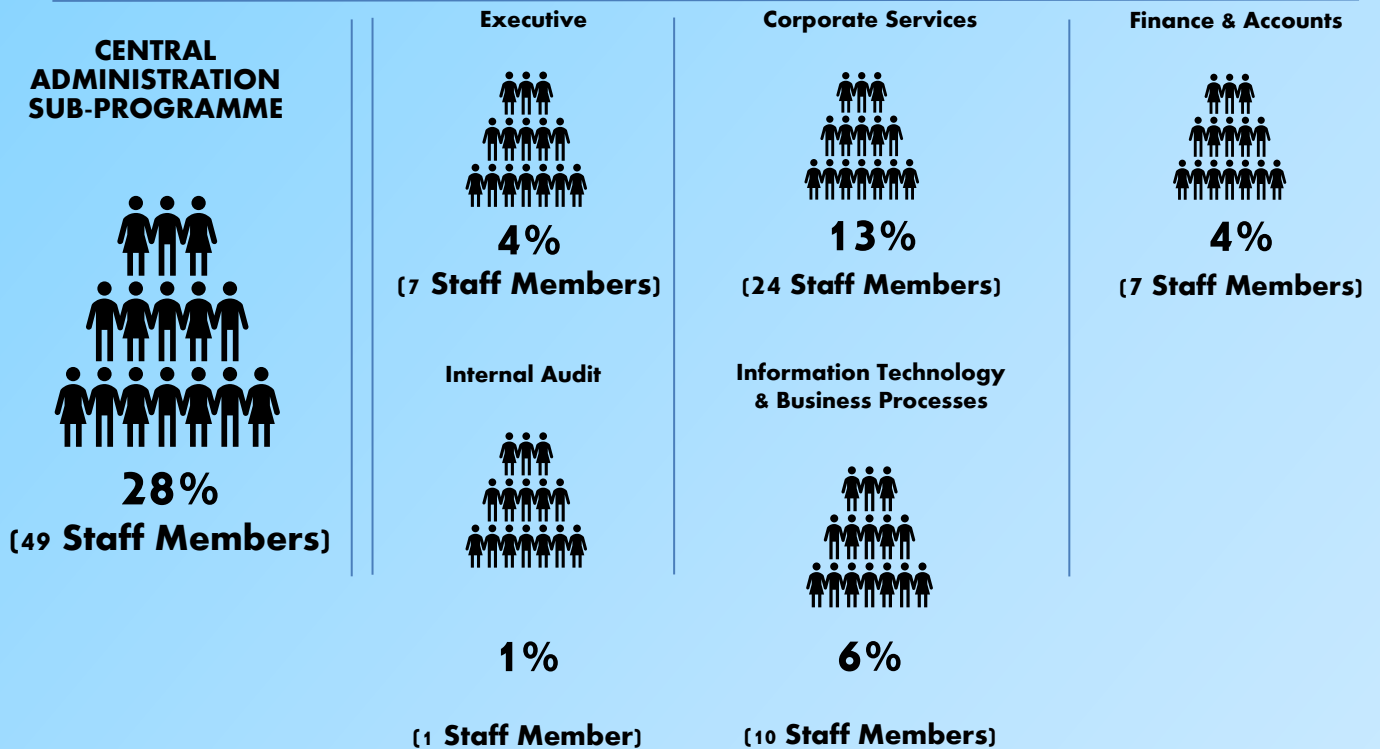 CENTRAL
ADMINISTRATION
SUB-PROGRAMME
28%
(49 Staff Members)
Executive
4%
(7 Staff Members)
Corporate Services
13%
(24 Staff Members)
Finance & Accounts
4%
(7 Staff Members)
Internal Audit
1%
(1 Staff Member)
Information Technology
& Business Processes
6%
(10 Staff Members)